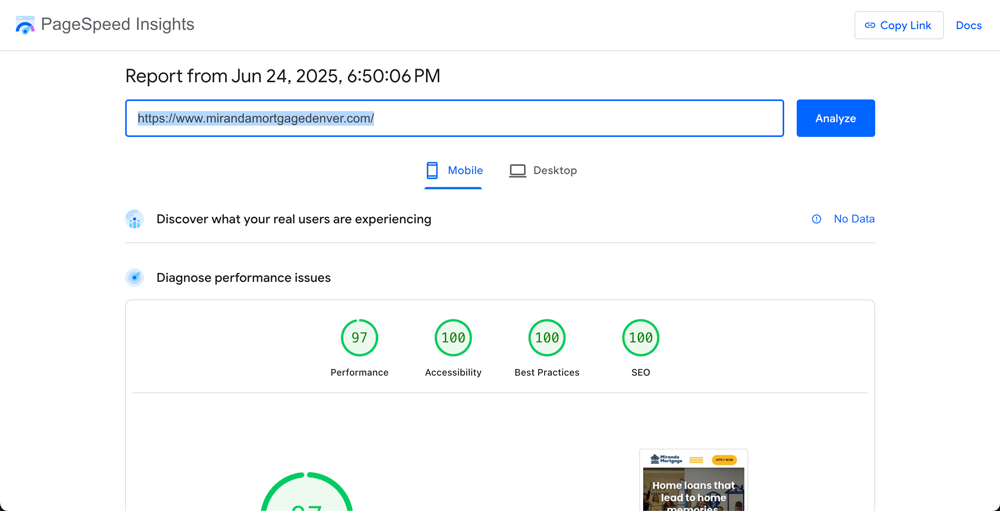 PageSpeed Insights
Copy Link
Docs
Report from Jun 24, 2025, 6:50:06 PM
https://www.mirandamortgagedenver.com/
Analyze
Mobile
Desktop
Discover what your real users are experiencing
No Data
Diagnose performance issues
97
100
100
100
Performance
Accessibility
Best Practices
SEO
97
Miranda
Mortgage
APPLY NOW
Home loans that
lead to home
memories